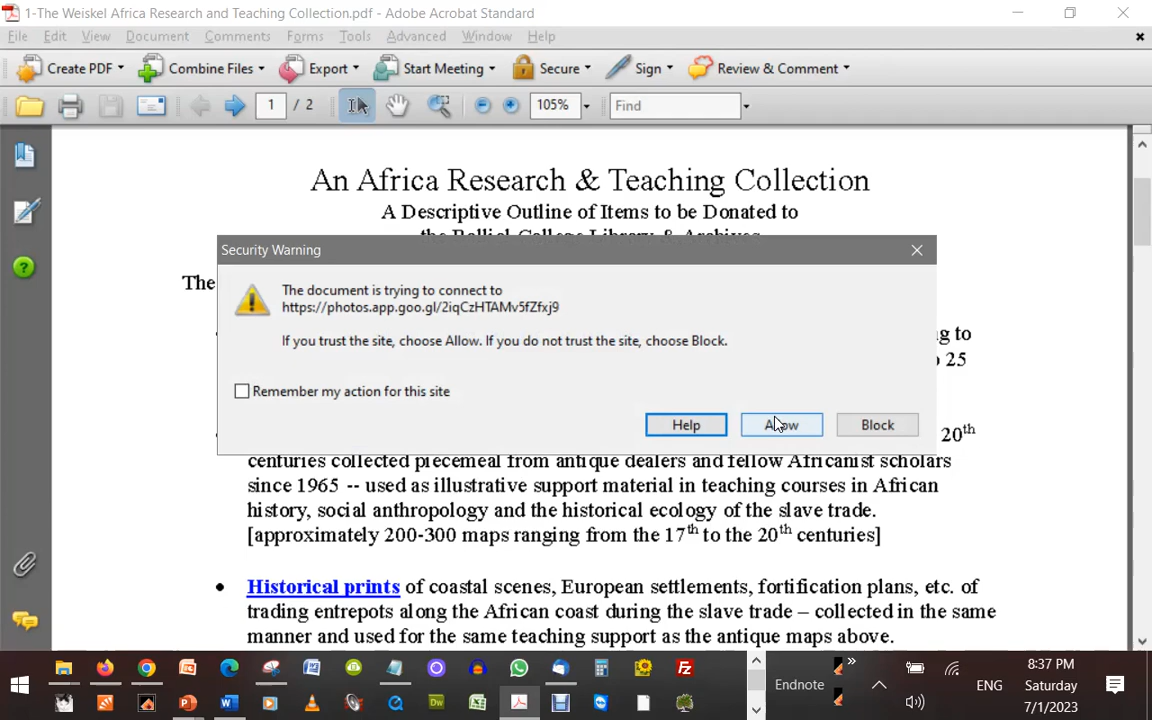 1-The Weiskel Africa Research and Teaching Collection.pdf - Adobe Acrobat Standard
File Edit View Document Comments Forms Tools Advanced Window Help
Create PDF Combine Files Export Start Meeting Secure Sign Review & Comment
1 / 2 105% Find
An Africa Research & Teaching Collection
A Descriptive Outline of Items to be Donated to
the Balliol College Library & Archives
Security Warning
The
The document is trying to connect to
https://photos.app.goo.gl/2iqCzHTAMv5fZfxj9
g to
If you trust the site, choose Allow. If you do not trust the site, choose Block.
25
Remember my action for this site
Help Allow Block
20th
centuries collected piecemeal from antique dealers and fellow Africanist scholars
since 1965 -- used as illustrative support material in teaching courses in African
history, social anthropology and the historical ecology of the slave trade.
[approximately 200-300 maps ranging from the 17th to the 20th centuries]
• Historical prints of coastal scenes, European settlements, fortification plans, etc. of
trading entrepots along the African coast during the slave trade – collected in the same
manner and used for the same teaching support as the antique maps above.
Endnote
ENG
8:37 PM
Saturday
7/1/2023